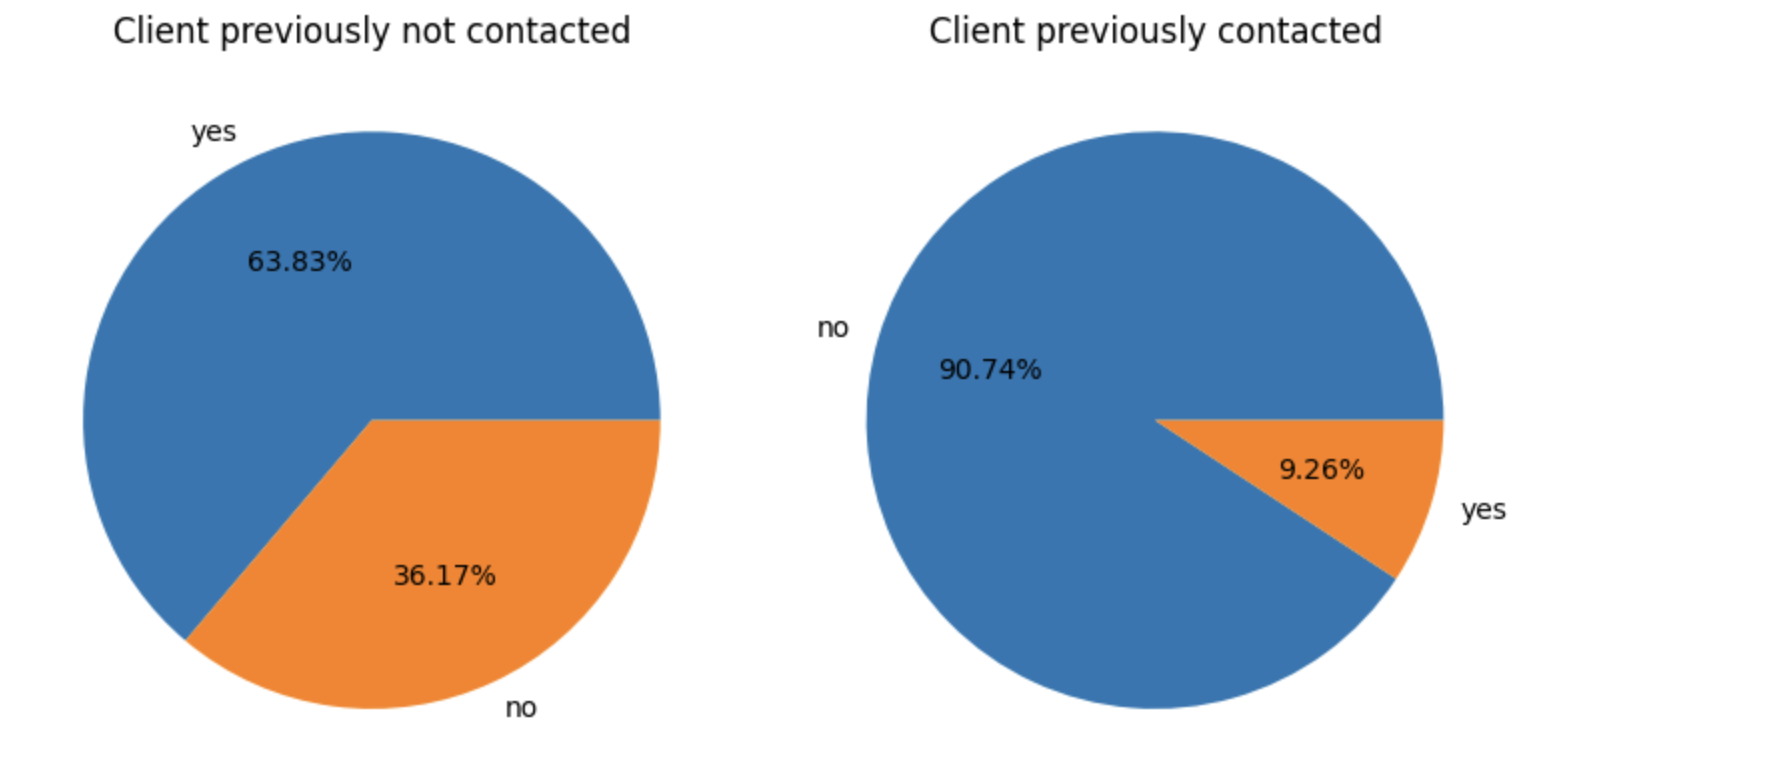 Client previously not contacted
yes
63.83%
36.17%
no
Client previously contacted
no
90.74%
9.26%
yes